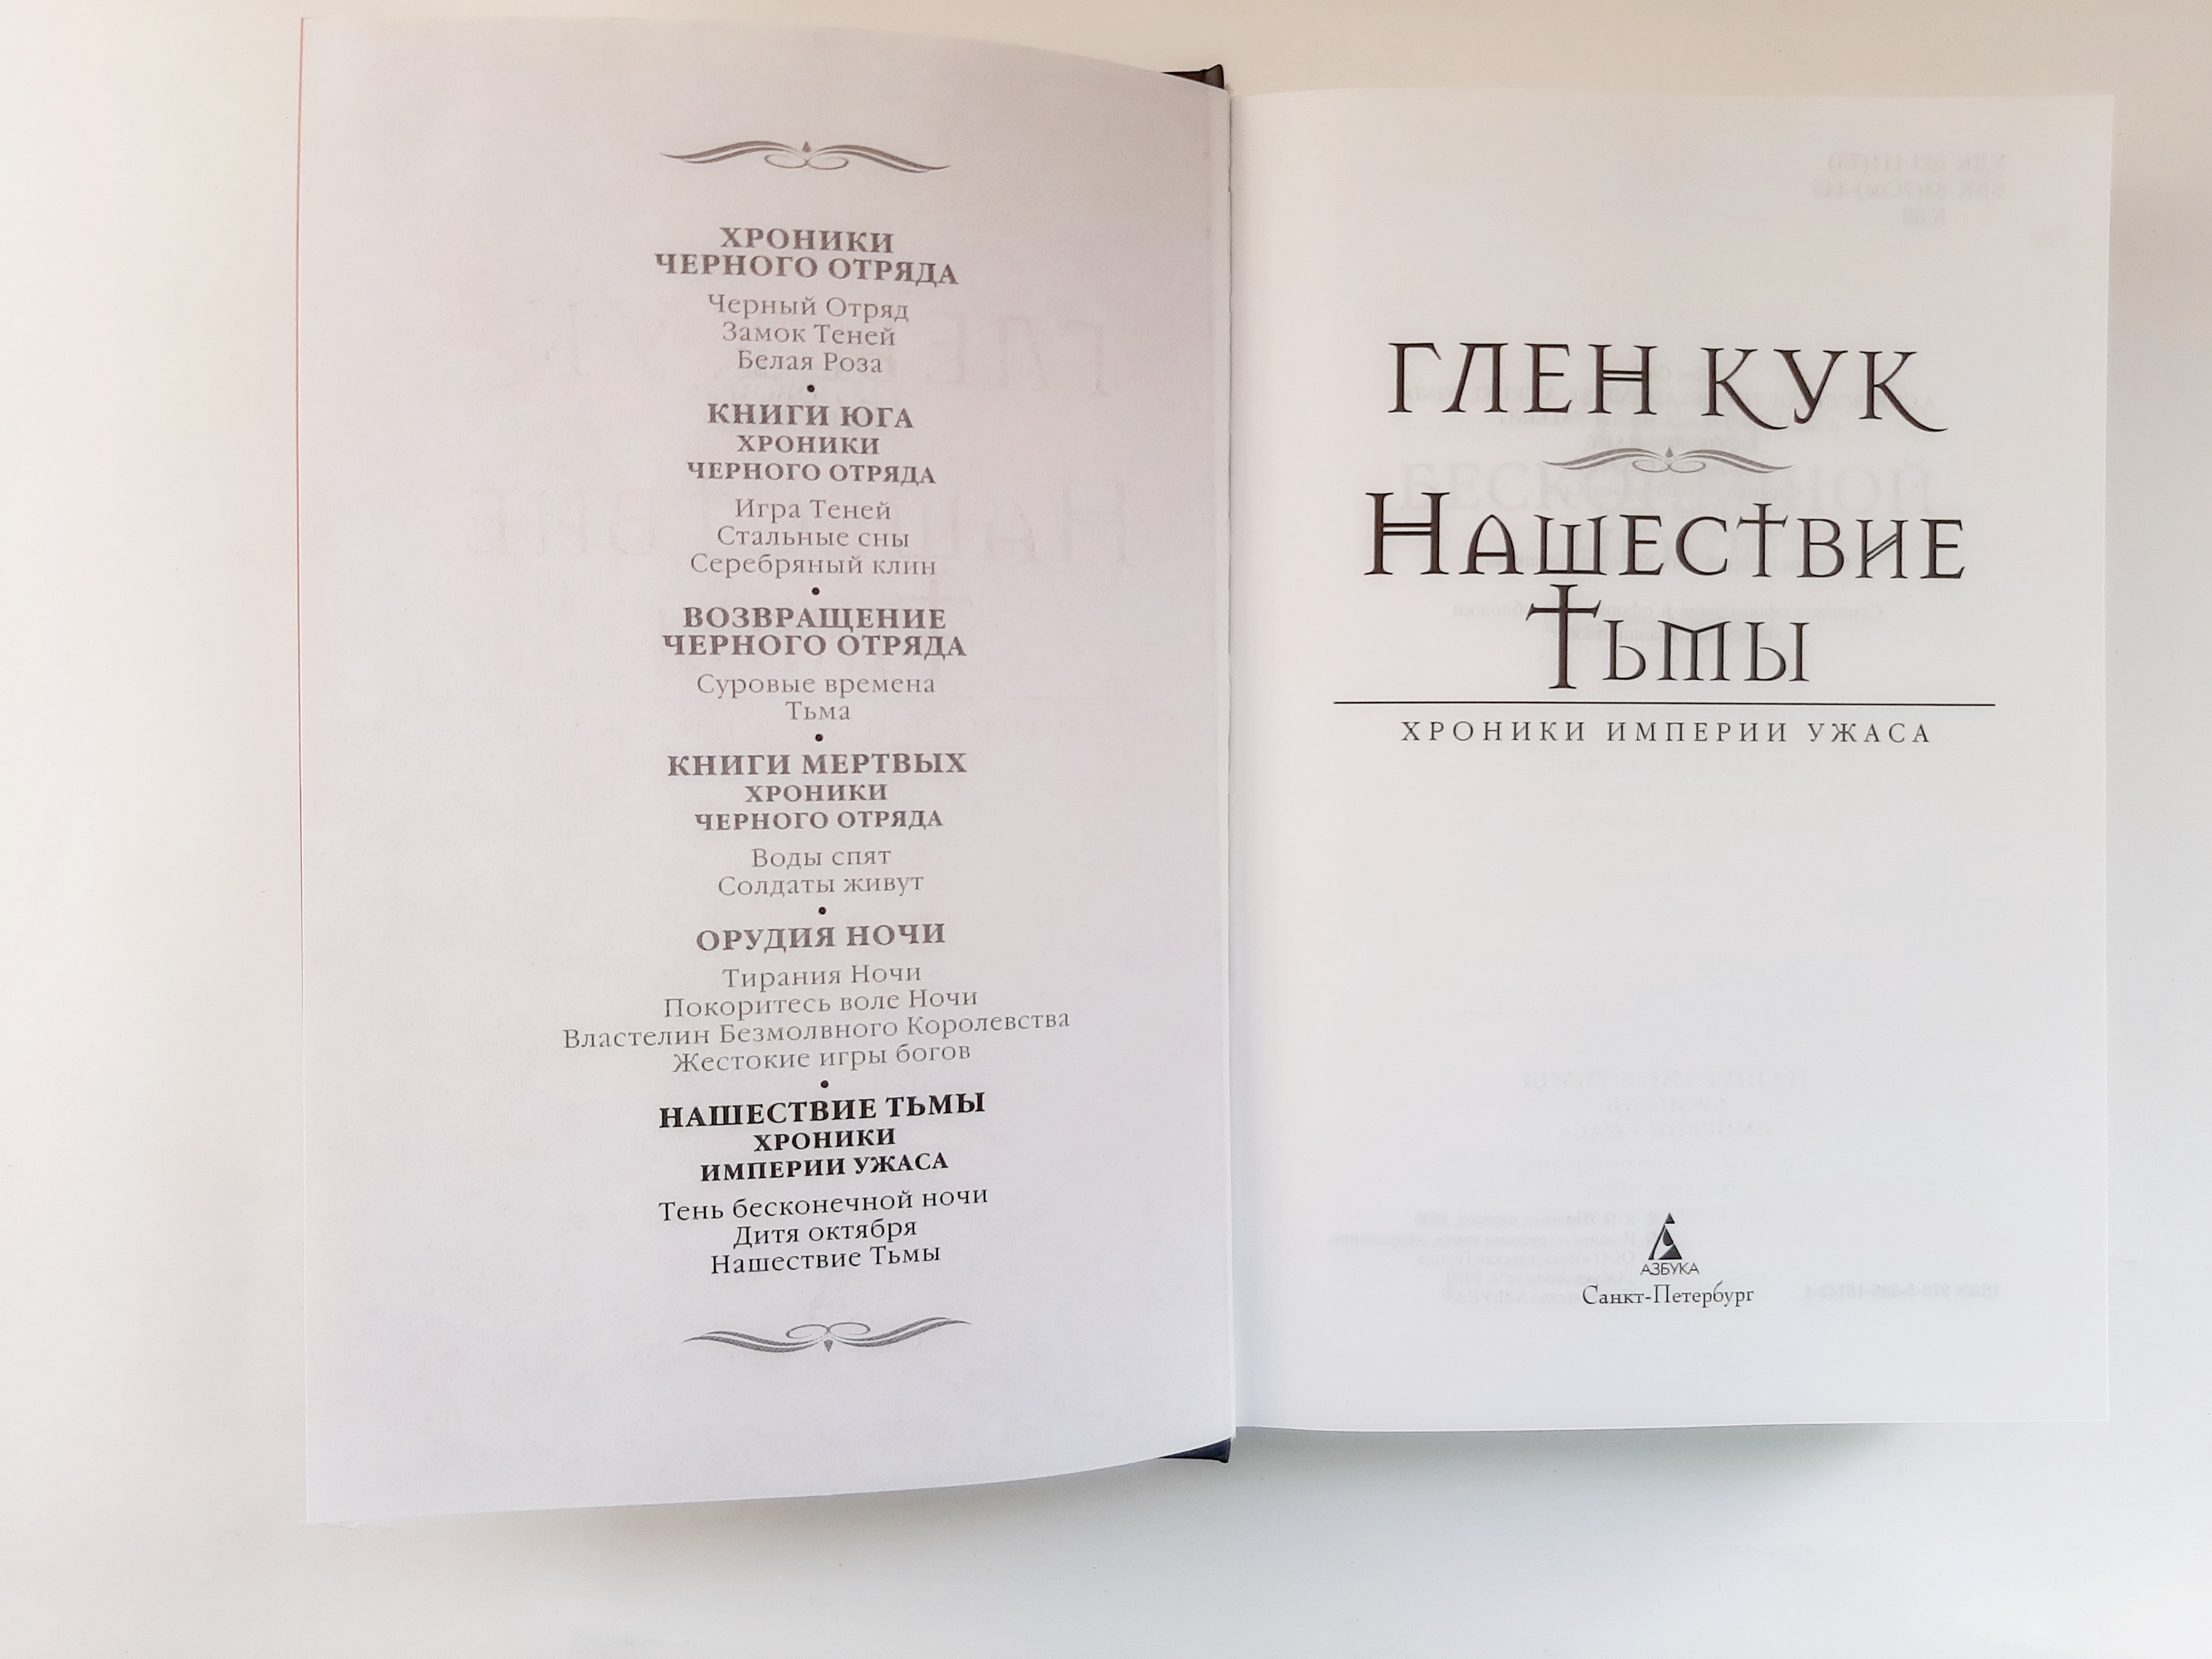 ХРОНИКИ
ЧЕРНОГО ОТРЯДА
Черный Отряд
Замок Теней
Белая Роза
•
КНИГИ ЮГА
ХРОНИКИ
ЧЕРНОГО ОТРЯДА
Игра Теней
Стальные сны
Серебряный клин
•
ВОЗВРАЩЕНИЕ
ЧЕРНОГО ОТРЯДА
Суровые времена
Тьма
•
КНИГИ МЕРТВЫХ
ХРОНИКИ
ЧЕРНОГО ОТРЯДА
Воды спят
Солдаты живут
•
ОРУДИЯ НОЧИ
Тирания Ночи
Покоритесь воле Ночи
Властелин Безмолвного Королевства
Жестокие игры богов
•
НАШЕСТВИЕ ТЬМЫ
ХРОНИКИ
ИМПЕРИИ УЖАСА
Тень бесконечной ночи
Дитя октября
Нашествие Тьмы
ГЛЕН КУК
НАШЕСТВИЕ
ТЬМЫ
ХРОНИКИ ИМПЕРИИ УЖАСА
АЗБУКА
Санкт-Петербург